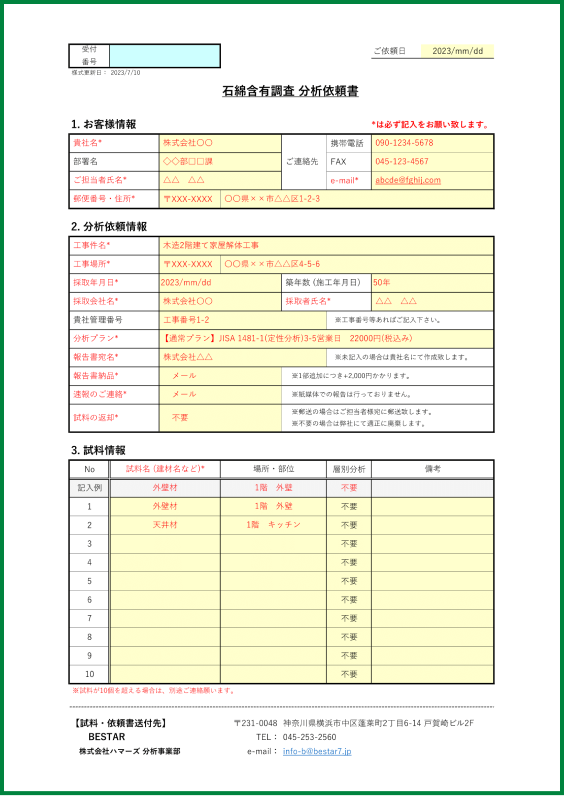 受付
番号
ご依頼日 2023/mm/dd
様式更新日: 2023/7/10
石綿含有調査 分析依頼書
1. お客様情報 *は必ず記入をお願い致します。
貴社名* 株式会社〇〇 ご連絡先 携帯電話 090-1234-5678
部署名 ◇◇部□□課 FAX 045-123-4567
ご担当者氏名* △△ △△ e-mail* abcde@fghij.com
郵便番号・住所* 〒XXX-XXXX 〇〇県××市△△区1-2-3
2. 分析依頼情報
工事件名* 木造2階建て家屋解体工事
工事場所* 〒XXX-XXXX 〇〇県××市△△区4-5-6
採取年月日* 2023/mm/dd 築年数 (施工年月日) 50年
採取会社名* 株式会社〇〇 採取者氏名* △△ △△
貴社管理番号 工事番号1-2 ※工事番号等あればご記入下さい。
分析プラン* 【通常プラン】JISA 1481-1(定性分析)3-5営業日 22000円(税込み)
報告書宛名* 株式会社△△ ※未記入の場合は貴社名にて作成致します。
報告書納品* メール ※1部追加につき+2,000円かかります。
速報のご連絡* メール ※紙媒体での報告は行っておりません。
試料の返却* 不要 ※郵送の場合はご担当者様宛に郵送致します。
※不要の場合は弊社にて適正に廃棄します。
3. 試料情報
No 試料名 (建材名など)* 場所・部位 層別分析 備考
記入例 外壁材 1階 外壁 不要
1 外壁材 1階 外壁 不要
2 天井材 1階 キッチン 不要
3 不要
4 不要
5 不要
6 不要
7 不要
8 不要
9 不要
10 不要
※試料が10個を超える場合は、別途ご連絡願います。
【試料・依頼書送付先】 〒231-0048 神奈川県横浜市中区蓬莱町2丁目6-14 戸賀崎ビル2F
BESTAR TEL: 045-253-2560
株式会社ハマーズ 分析事業部 e-mail: info-b@bestar7.jp